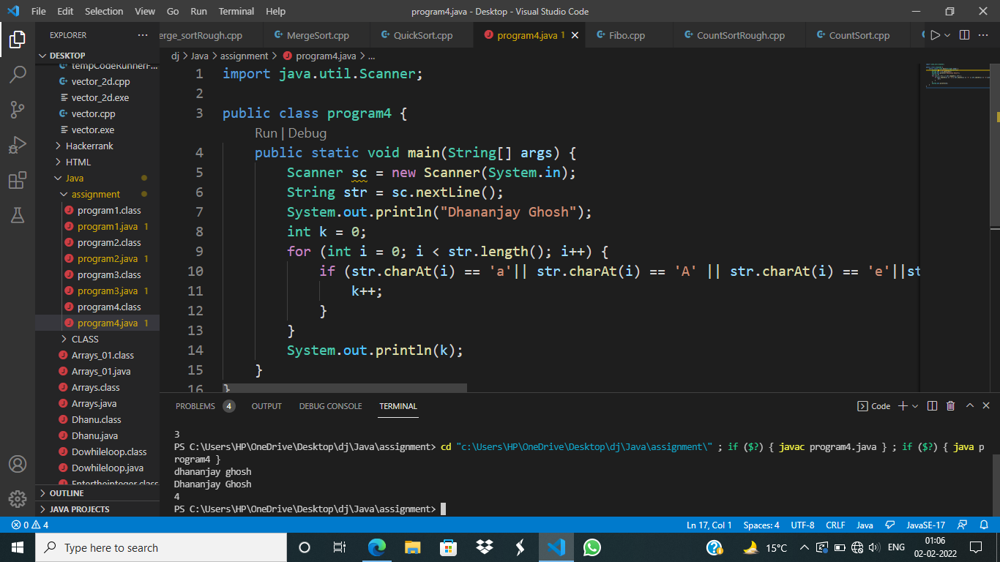 File Edit Selection View Go Run Terminal Help program4.java - Desktop - Visual Studio Code
EXPLORER ...
merge_sortRough.cpp MergeSort.cpp QuickSort.cpp program4.java 1 Fibo.cpp CountSortRough.cpp CountSort.cpp
DESKTOP
tempCodeRunnerF...
vector_2d.cpp
vector_2d.exe
vector.cpp
vector.exe
Hackerrank
HTML
Java
assignment
program1.class
program1.java 1
program2.class
program2.java 1
program3.class
program3.java 1
program4.class
program4.java 1
CLASS
Arrays_01.class
Arrays_01.java
Arrays.class
Arrays.java
Dhanu.class
Dhanu.java
Dowhileloop.class
Dowhileloop.java
Entertheinteger.class
OUTLINE
JAVA PROJECTS
dj > Java > assignment > program4.java > ...
1 import java.util.Scanner;
2
3 public class program4 {
Run | Debug
4 public static void main(String[] args) {
5 Scanner sc = new Scanner(System.in);
6 String str = sc.nextLine();
7 System.out.println("Dhananjay Ghosh");
8 int k = 0;
9 for (int i = 0; i < str.length(); i++) {
10 if (str.charAt(i) == 'a'|| str.charAt(i) == 'A' || str.charAt(i) == 'e'||st
11 k++;
12 }
13 }
14 System.out.println(k);
15 }
16 }
PROBLEMS 4 OUTPUT DEBUG CONSOLE TERMINAL Code
3
PS C:\Users\HP\OneDrive\Desktop\dj\Java\assignment> cd "c:\Users\HP\OneDrive\Desktop\dj\Java\assignment\" ; if ($?) { javac program4.java } ; if ($?) { java p
rogram4 }
dhananjay ghosh
Dhananjay Ghosh
4
PS C:\Users\HP\OneDrive\Desktop\dj\Java\assignment>
0 4 Ln 17, Col 1 Spaces: 4 UTF-8 CRLF Java JavaSE-17
Type here to search 15°C ENG 01:06
02-02-2022